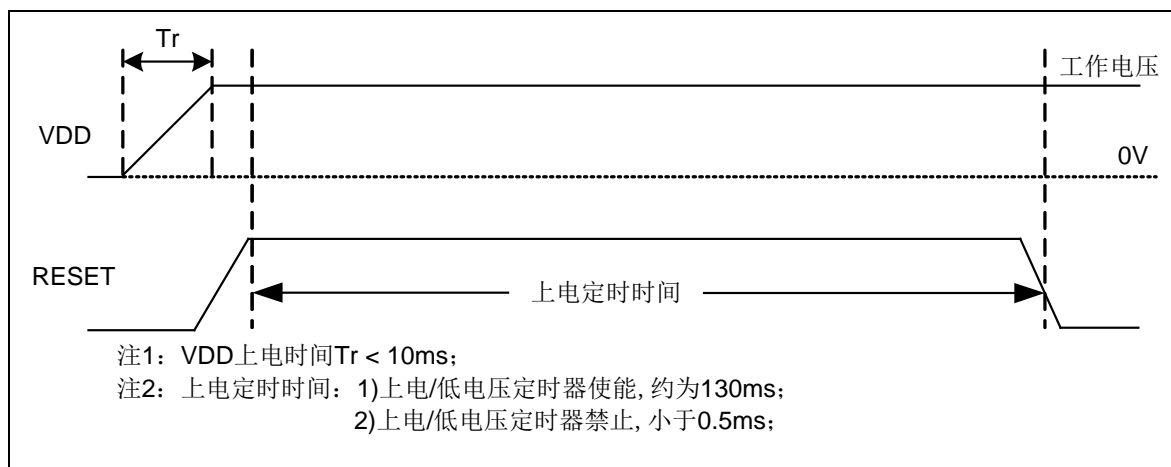 Tr
工作电压
VDD
0V
RESET
上电定时时间
注1：VDD上电时间Tr < 10ms；
注2：上电定时时间：1)上电/低电压定时器使能, 约为130ms；
2)上电/低电压定时器禁止, 小于0.5ms；